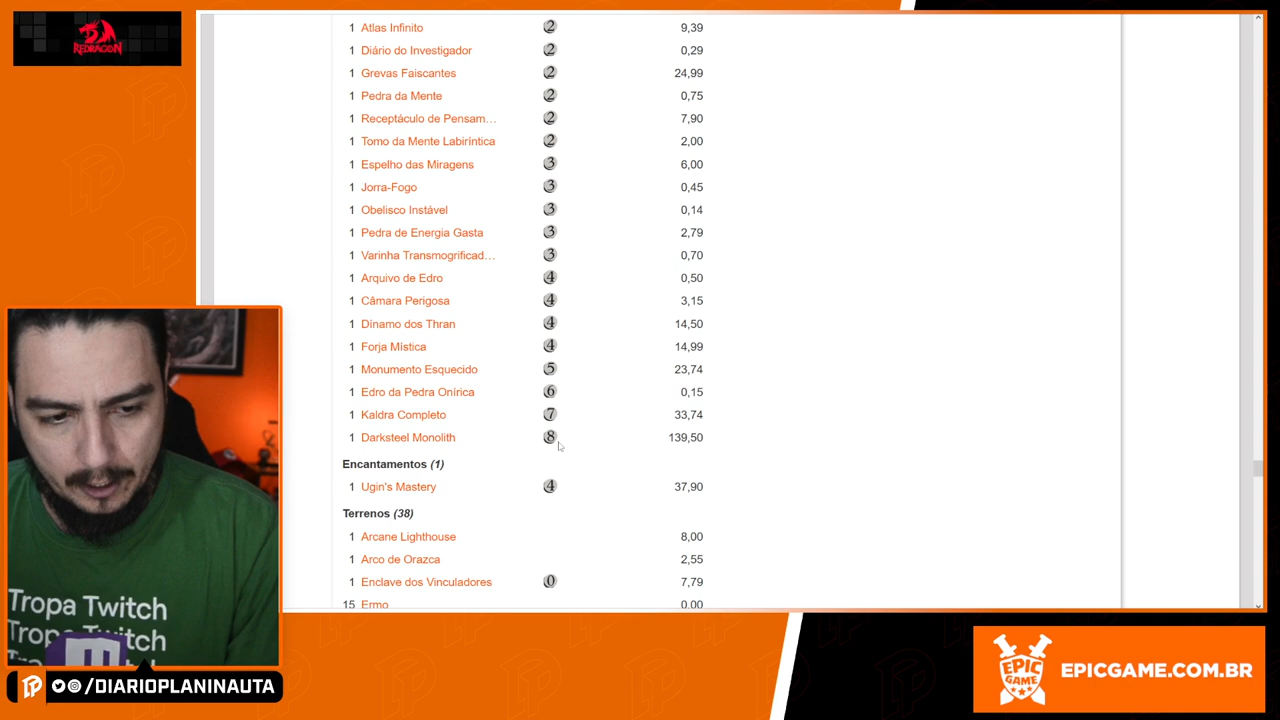 REDRAGON
1 Atlas Infinito 2 9,39
1 Diário do Investigador 2 0,29
1 Grevas Faiscantes 2 24,99
1 Pedra da Mente 2 0,75
1 Receptáculo de Pensam… 2 7,90
1 Tomo da Mente Labiríntica 2 2,00
1 Espelho das Miragens 3 6,00
1 Jorra-Fogo 3 0,45
1 Obelisco Instável 3 0,14
1 Pedra de Energia Gasta 3 2,79
1 Varinha Transmogrificad… 3 0,70
1 Arquivo de Edro 4 0,50
1 Câmara Perigosa 4 3,15
1 Dínamo dos Thran 4 14,50
1 Forja Mística 4 14,99
1 Monumento Esquecido 5 23,74
1 Edro da Pedra Onírica 6 0,15
1 Kaldra Completo 7 33,74
1 Darksteel Monolith 8 139,50
Encantamentos (1)
1 Ugin's Mastery 4 37,90
Terrenos (38)
1 Arcane Lighthouse 8,00
1 Arco de Orazca 2,55
1 Enclave dos Vinculadores 0 7,79
15 Ermo 0,00
Tropa Twitch
Tropa Twitch
/DIARIOPLANINAUTA
EPIC
GAME
EPICGAME.COM.BR